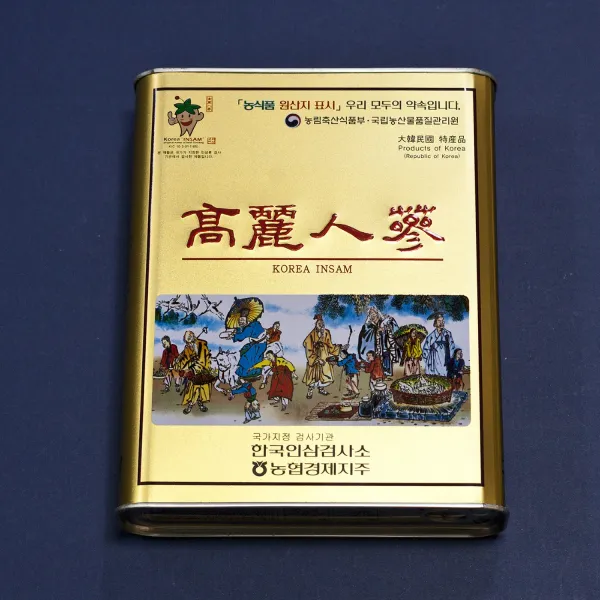 「농식품 원산지 표시」 우리 모두의 약속입니다.
농림축산식품부·국립농산물품질관리원
大韓民國 特産品
Products of Korea
(Republic of Korea)
KOREA INSAM
高麗人蔘
KOREA INSAM
국가지정 검사기관
한국인삼검사소
농협경제지주